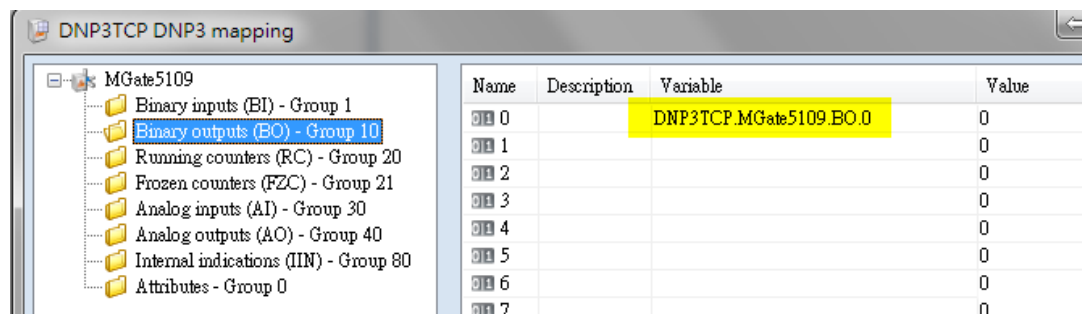 DNP3TCP DNP3 mapping
MGate5109
Binary inputs (BI) - Group 1
Binary outputs (BO) - Group 10
Running counters (RC) - Group 20
Frozen counters (FZC) - Group 21
Analog inputs (AI) - Group 30
Analog outputs (AO) - Group 40
Internal indications (IIN) - Group 80
Attributes - Group 0
Name Description Variable Value
0 DNP3TCP.MGate5109.BO.0 0
1 0
2 0
3 0
4 0
5 0
6 0
7 0